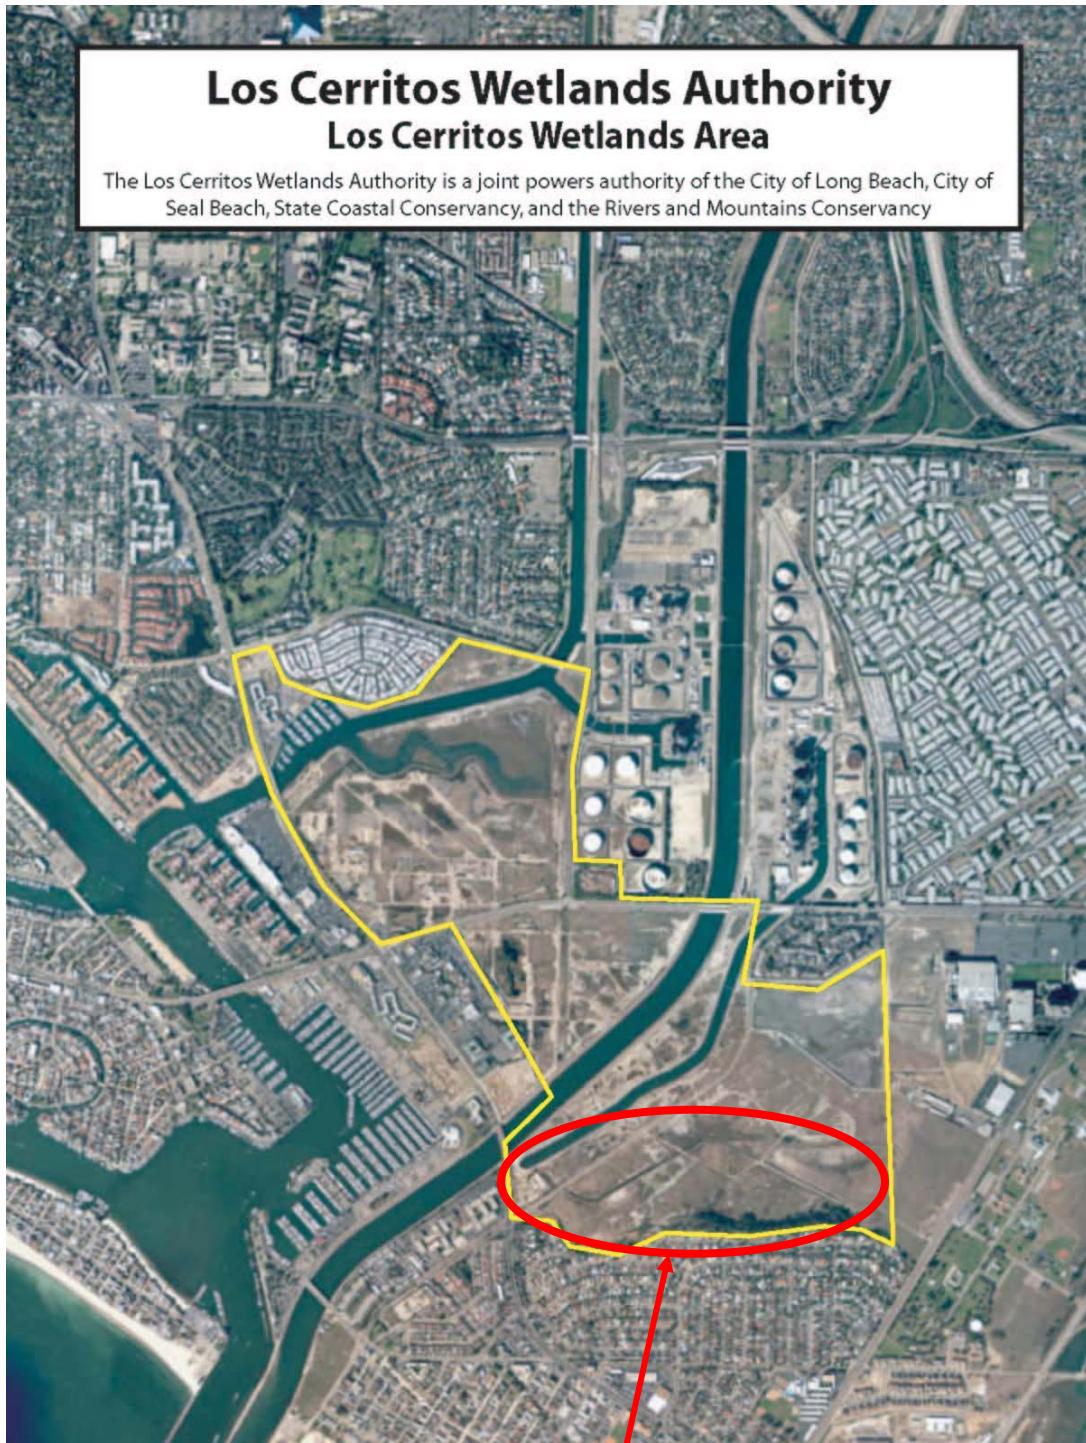 Los Cerritos Wetlands Authority
Los Cerritos Wetlands Area
The Los Cerritos Wetlands Authority is a joint powers authority of the City of Long Beach, City of
Seal Beach, State Coastal Conservancy, and the Rivers and Mountains Conservancy